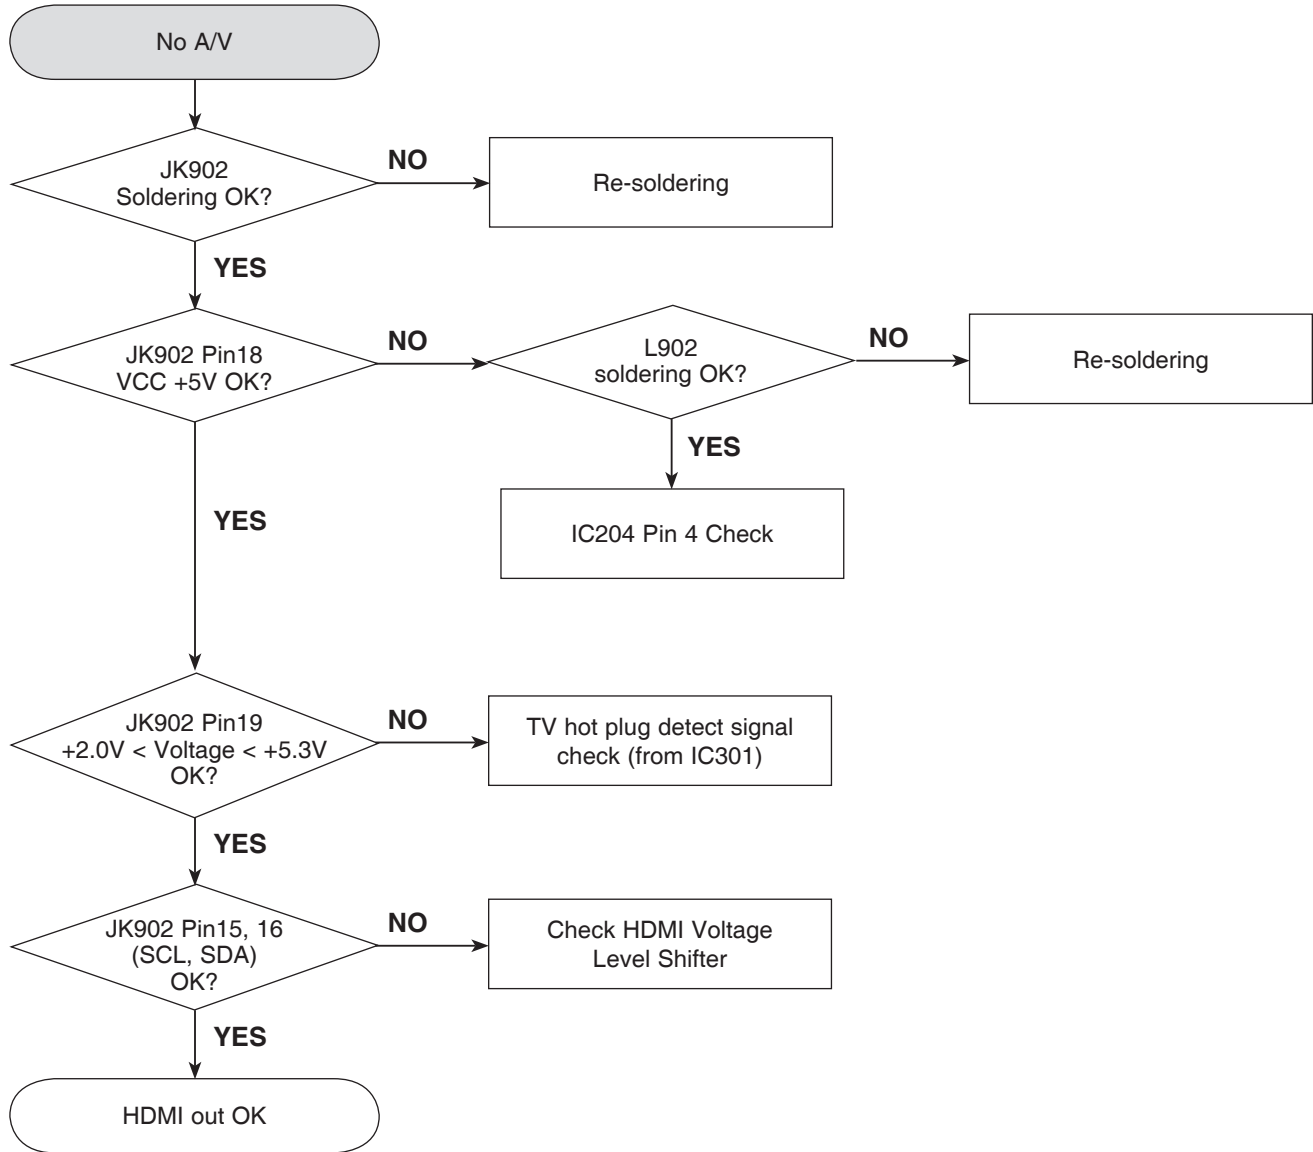 No A/V
JK902
Soldering OK?
NO
Re-soldering
YES
JK902 Pin18
VCC +5V OK?
NO
L902
soldering OK?
NO
Re-soldering
YES
IC204 Pin 4 Check
YES
JK902 Pin19
+2.0V < Voltage < +5.3V
OK?
NO
TV hot plug detect signal
check (from IC301)
YES
JK902 Pin15, 16
(SCL, SDA)
OK?
NO
Check HDMI Voltage
Level Shifter
YES
HDMI out OK